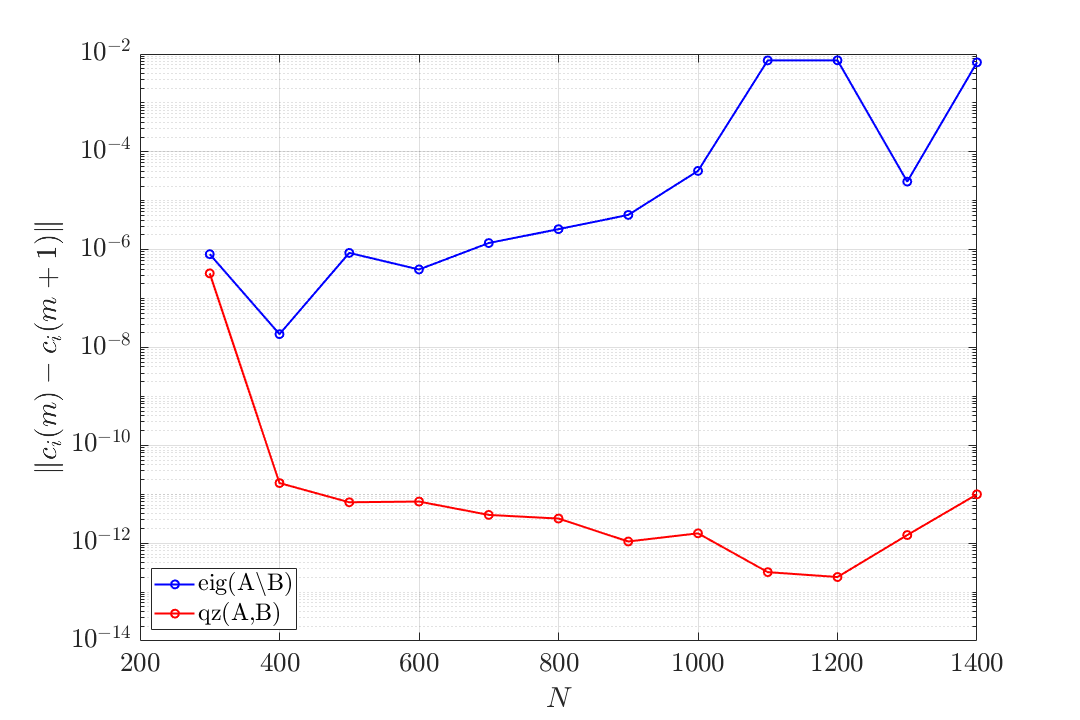 10^{-2}
10^{-4}
10^{-6}
10^{-8}
10^{-10}
10^{-12}
10^{-14}
∥c_i(m) − c_i(m + 1)∥
eig(A\B)
qz(A,B)
200 400 600 800 1000 1200 1400
N